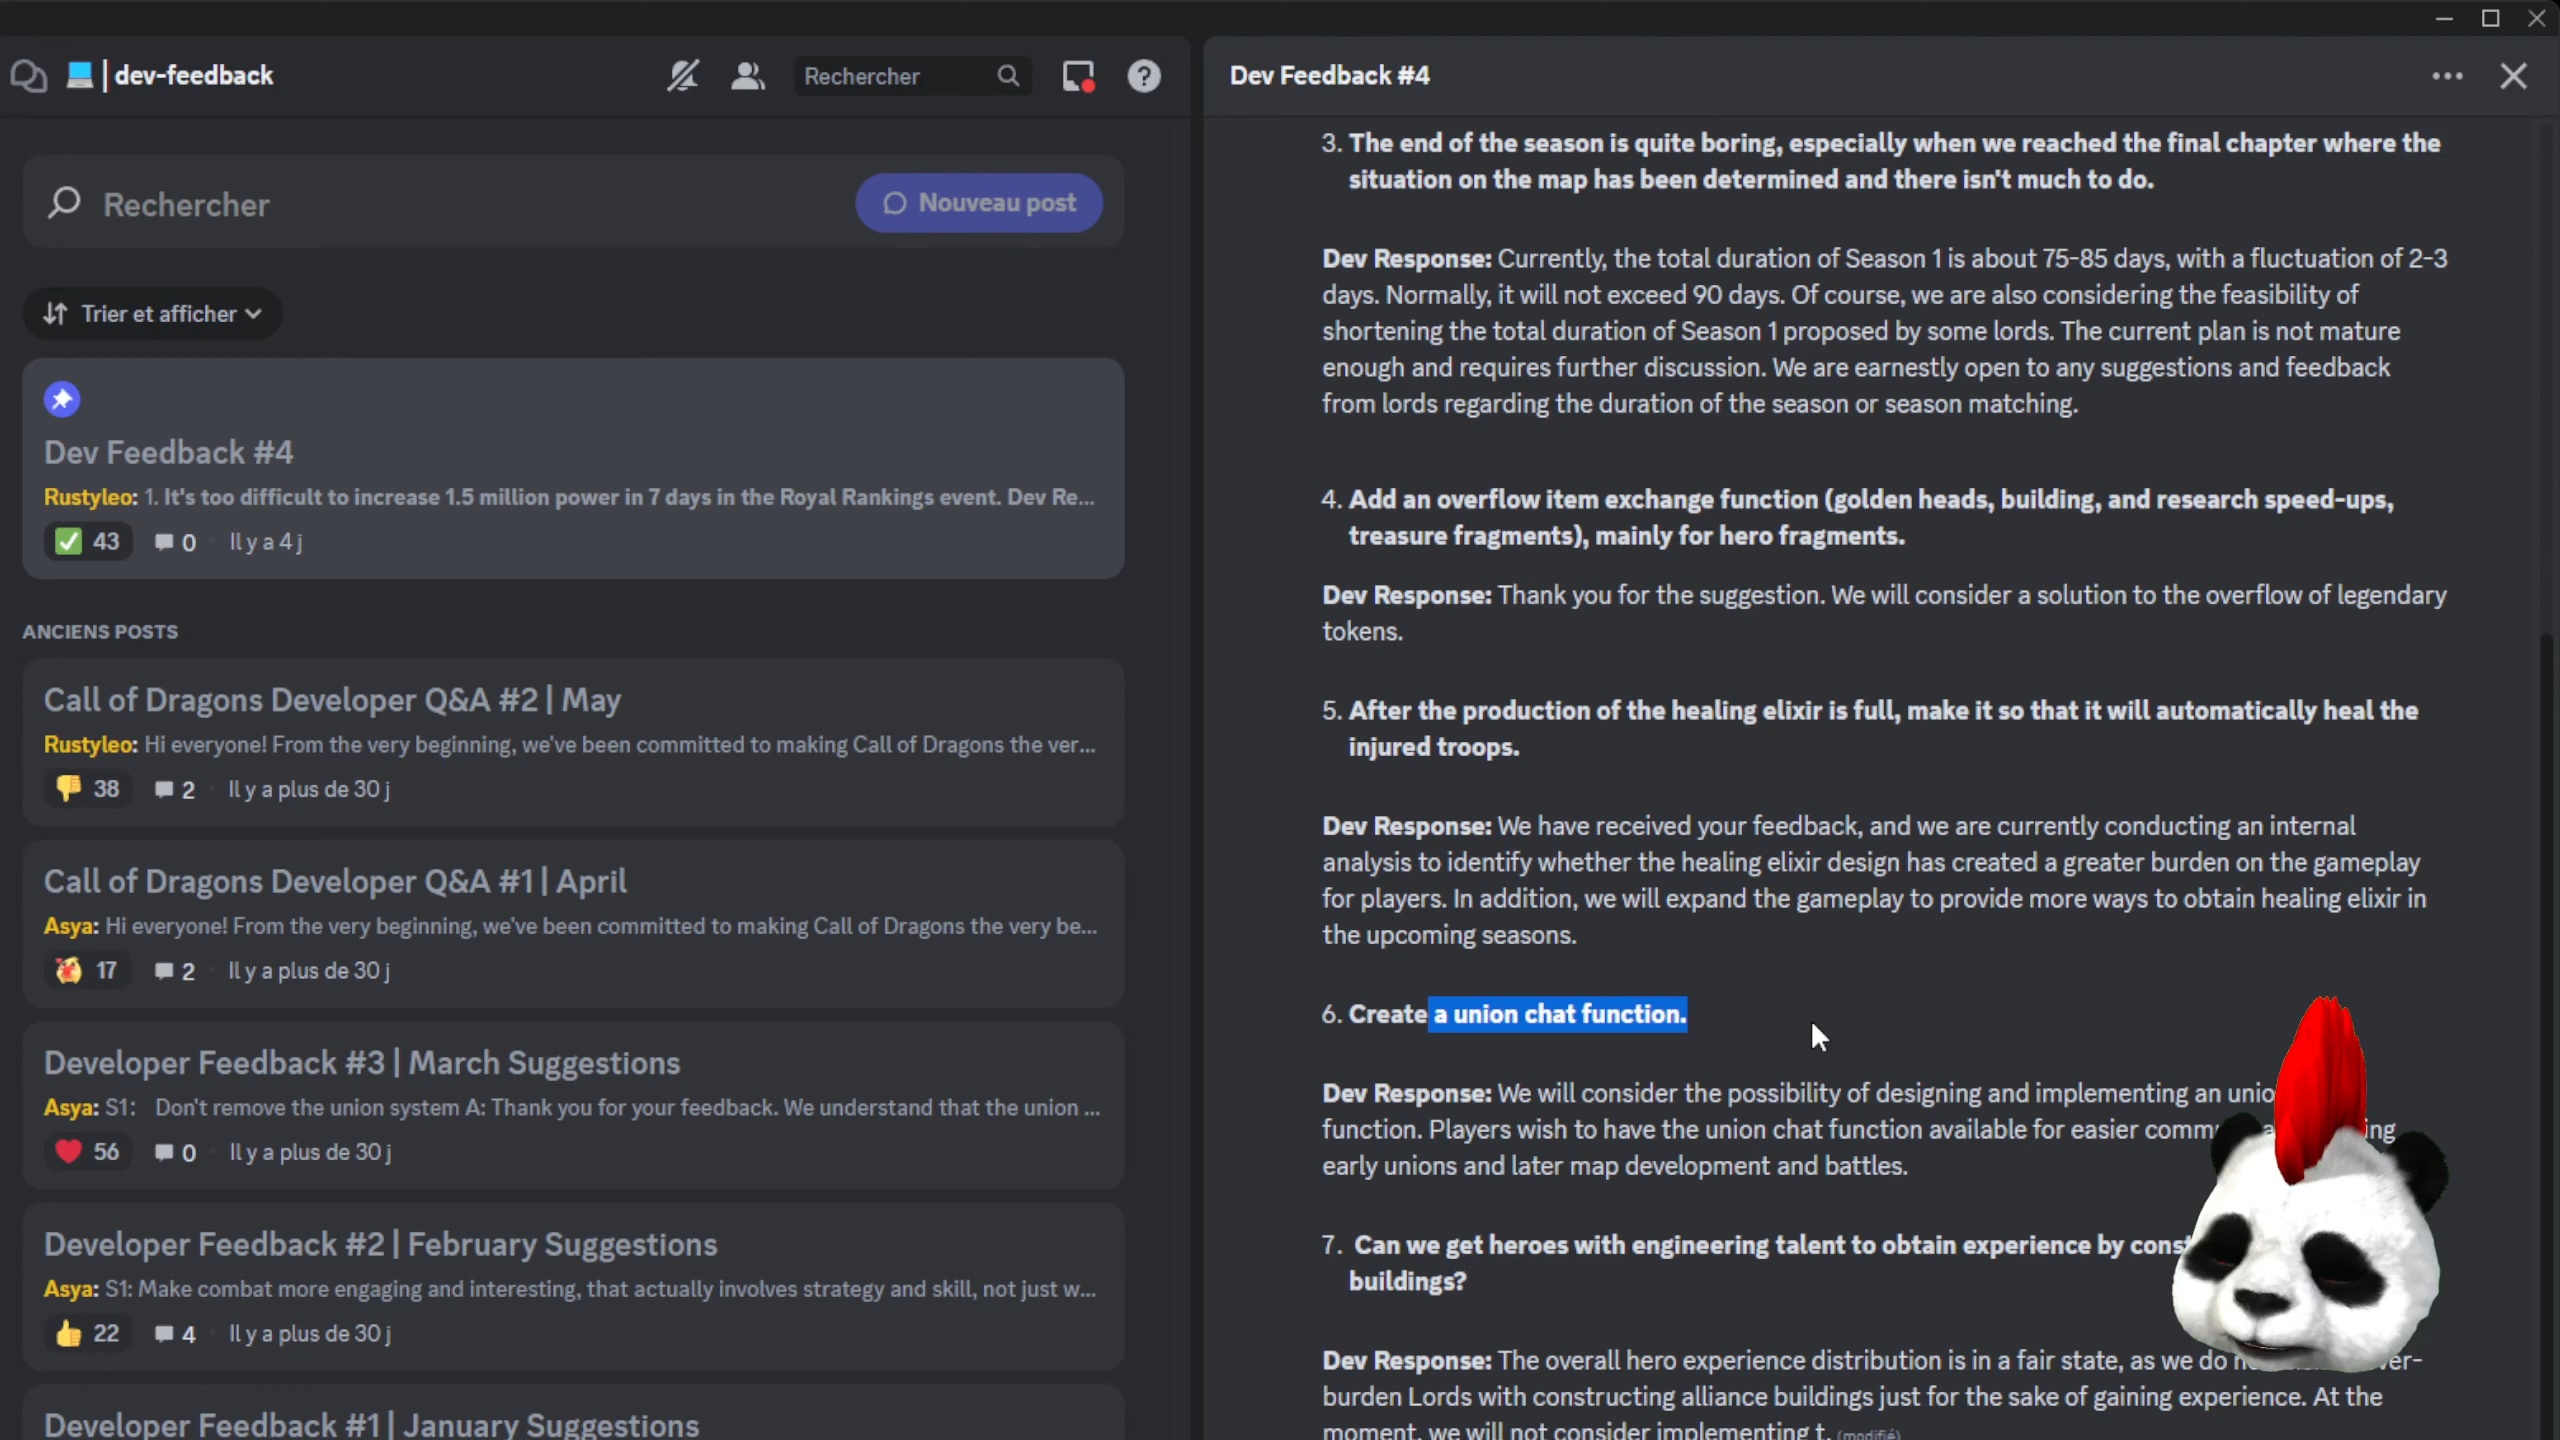 dev-feedback
Rechercher
Rechercher
Nouveau post
Trier et afficher
Dev Feedback #4
Rustyleo: 1. It's too difficult to increase 1.5 million power in 7 days in the Royal Rankings event. Dev Re...
43 0 Il y a 4 j
ANCIENS POSTS
Call of Dragons Developer Q&A #2 | May
Rustyleo: Hi everyone! From the very beginning, we've been committed to making Call of Dragons the ver...
38 2 Il y a plus de 30 j
Call of Dragons Developer Q&A #1 | April
Asya: Hi everyone! From the very beginning, we've been committed to making Call of Dragons the very be...
17 2 Il y a plus de 30 j
Developer Feedback #3 | March Suggestions
Asya: S1: Don't remove the union system A: Thank you for your feedback. We understand that the union ...
56 0 Il y a plus de 30 j
Developer Feedback #2 | February Suggestions
Asya: S1: Make combat more engaging and interesting, that actually involves strategy and skill, not just w...
22 4 Il y a plus de 30 j
Developer Feedback #1 | January Suggestions
Dev Feedback #4
3. The end of the season is quite boring, especially when we reached the final chapter where the
situation on the map has been determined and there isn't much to do.
Dev Response: Currently, the total duration of Season 1 is about 75-85 days, with a fluctuation of 2-3
days. Normally, it will not exceed 90 days. Of course, we are also considering the feasibility of
shortening the total duration of Season 1 proposed by some lords. The current plan is not mature
enough and requires further discussion. We are earnestly open to any suggestions and feedback
from lords regarding the duration of the season or season matching.
4. Add an overflow item exchange function (golden heads, building, and research speed-ups,
treasure fragments), mainly for hero fragments.
Dev Response: Thank you for the suggestion. We will consider a solution to the overflow of legendary
tokens.
5. After the production of the healing elixir is full, make it so that it will automatically heal the
injured troops.
Dev Response: We have received your feedback, and we are currently conducting an internal
analysis to identify whether the healing elixir design has created a greater burden on the gameplay
for players. In addition, we will expand the gameplay to provide more ways to obtain healing elixir in
the upcoming seasons.
6. Create a union chat function.
Dev Response: We will consider the possibility of designing and implementing an
function. Players wish to have the union chat function available for easier
early unions and later map development and battles.
7. Can we get heroes with engineering talent to obtain experience by
buildings?
Dev Response: The overall hero experience distribution is in a fair state, as we do
burden Lords with constructing alliance buildings just for the sake of gaining experience. At the
moment, we will not consider implementing t. (modifié)